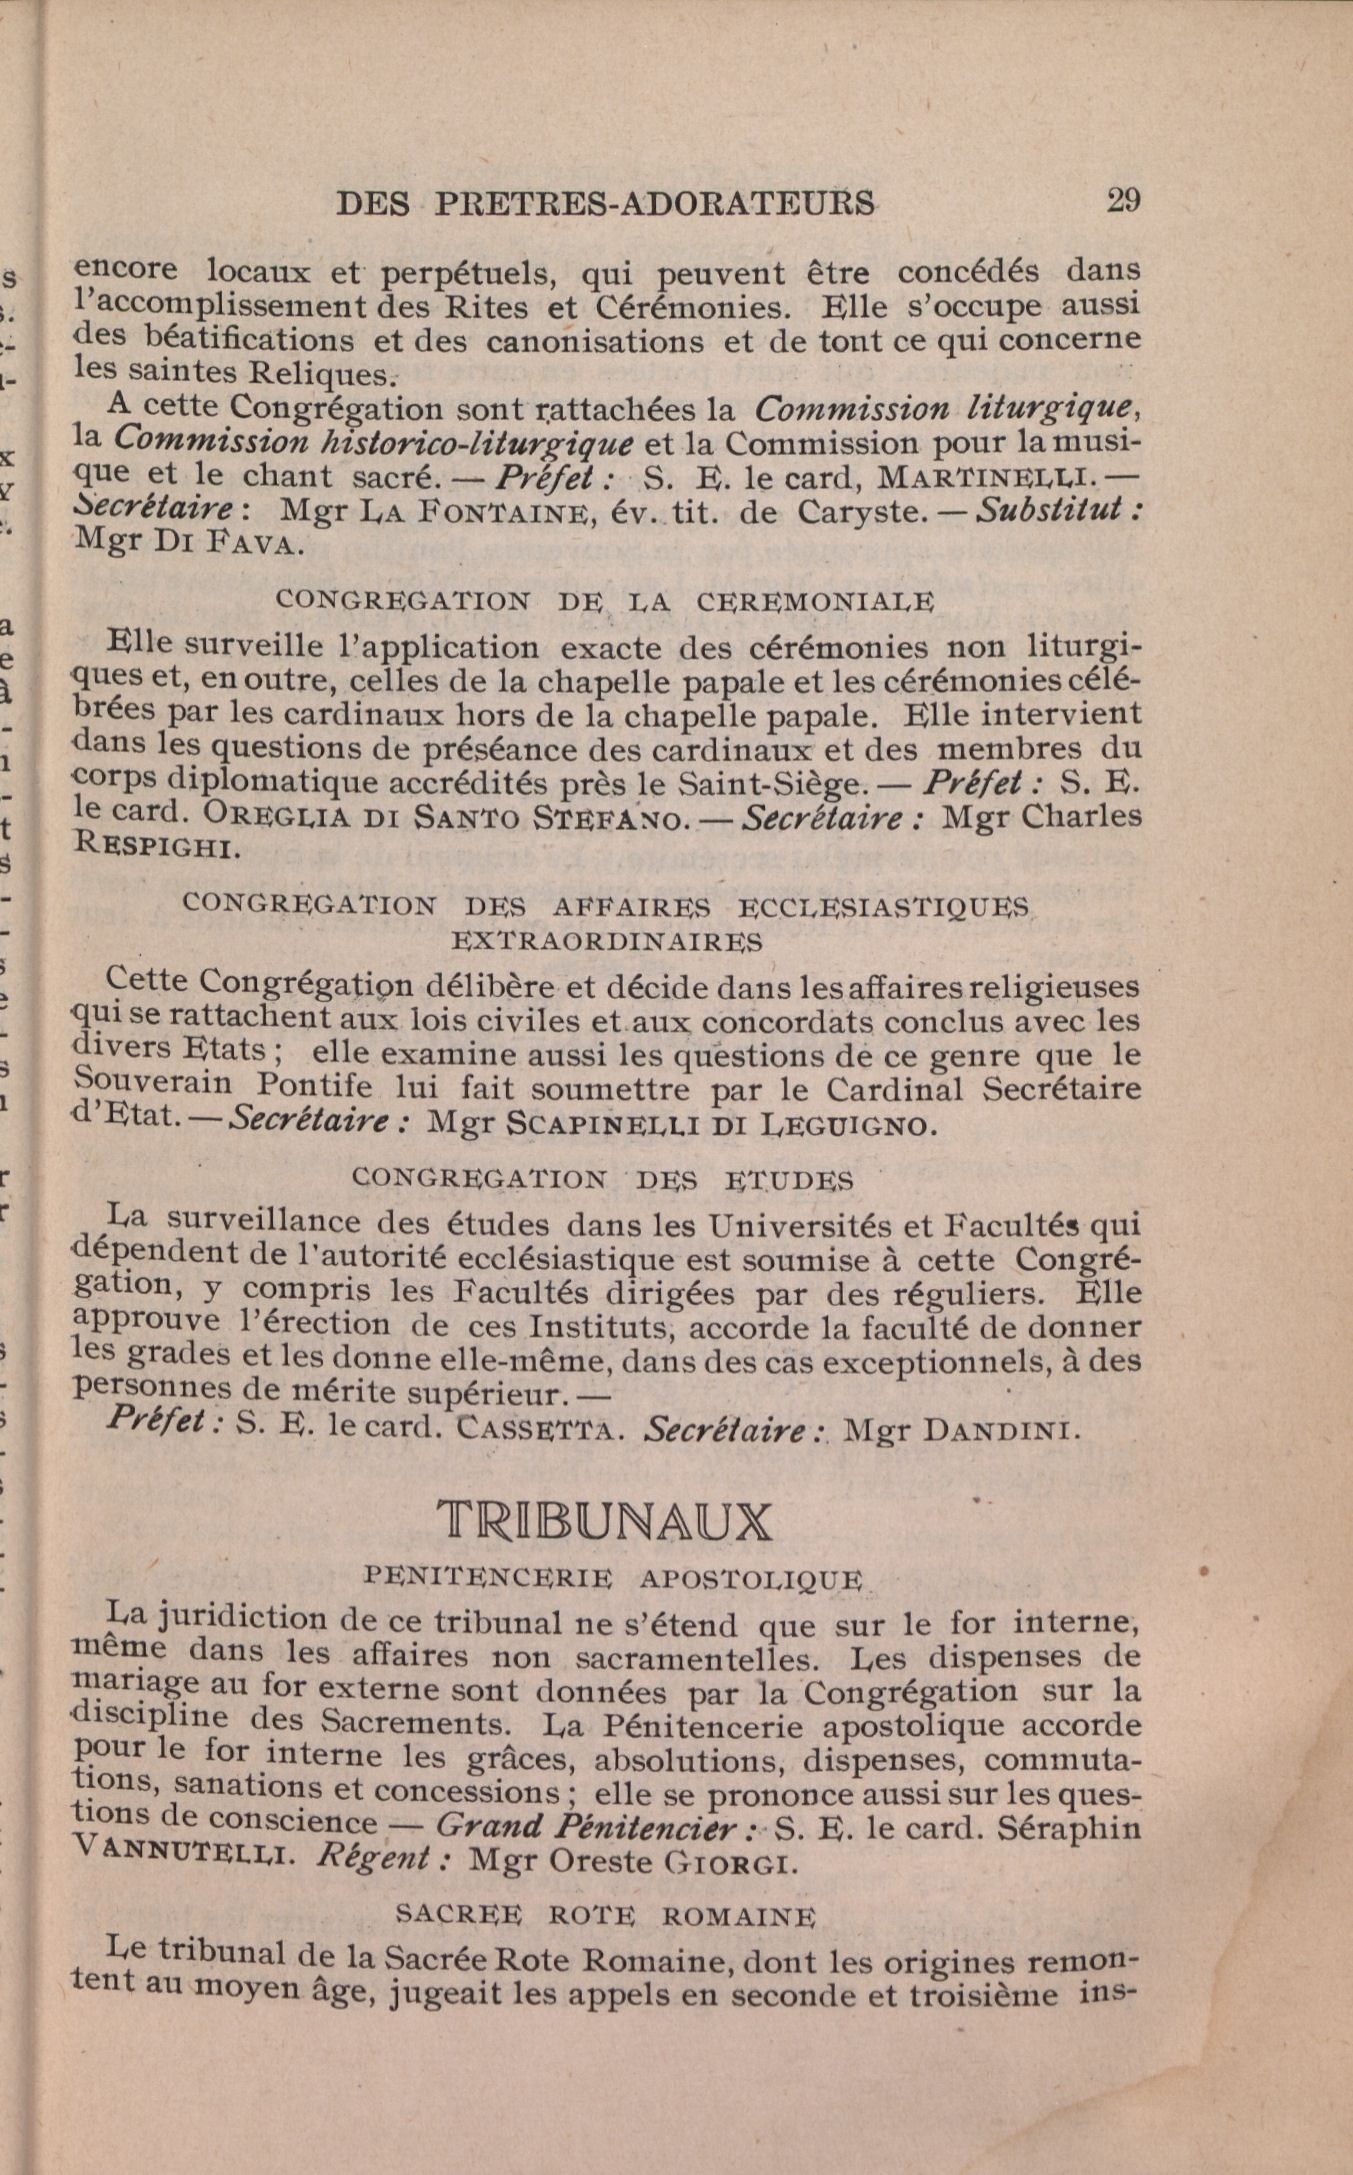 DES PRETRES-ADORATEURS 29
encore locaux et perpétuels, qui peuvent être concédés dans
l'accomplissement des Rites et Cérémonies. Elle s'occupe aussi
des béatifications et des canonisations et de tout ce qui concerne
les saintes Reliques.
A cette Congrégation sont rattachées la Commission liturgique,
la Commission historico-liturgique et la Commission pour la musi-
que et le chant sacré. — Préfet : S. E. le card, MARTINELLI. —
Secrétaire : Mgr LA FONTAINE, év. tit. de Caryste. — Substitut :
Mgr DI FAVA.
CONGREGATION DE LA CEREMONIALE
Elle surveille l'application exacte des cérémonies non liturgi-
ques et, en outre, celles de la chapelle papale et les cérémonies célé-
brées par les cardinaux hors de la chapelle papale. Elle intervient
dans les questions de préséance des cardinaux et des membres du
corps diplomatique accrédités près le Saint-Siège. — Préfet : S. E.
le card. OREGLIA DI SANTO STEFANO. — Secrétaire : Mgr Charles
RESPIGHI.
CONGREGATION DES AFFAIRES ECCLESIASTIQUES
EXTRAORDINAIRES
Cette Congrégation délibère et décide dans les affaires religieuses
qui se rattachent aux lois civiles et aux concordats conclus avec les
divers Etats ; elle examine aussi les questions de ce genre que le
Souverain Pontife lui fait soumettre par le Cardinal Secrétaire
d'Etat. — Secrétaire : Mgr SCAPINELLI DI LEGUIGNO.
CONGREGATION DES ETUDES
La surveillance des études dans les Universités et Facultés qui
dépendent de l'autorité ecclésiastique est soumise à cette Congré-
gation, y compris les Facultés dirigées par des réguliers. Elle
approuve l'érection de ces Instituts, accorde la faculté de donner
les grades et les donne elle-même, dans des cas exceptionnels, à des
personnes de mérite supérieur. —
Préfet : S. E. le card. CASSETTA. Secrétaire : Mgr DANDINI.
TRIBUNAUX
PENITENCERIE APOSTOLIQUE
La juridiction de ce tribunal ne s'étend que sur le for interne,
même dans les affaires non sacramentelles. Les dispenses de
mariage au for externe sont données par la Congrégation sur la
discipline des Sacrements. La Pénitencerie apostolique accorde
pour le for interne les grâces, absolutions, dispenses, commuta-
tions, sanations et concessions ; elle se prononce aussi sur les ques-
tions de conscience — Grand Pénitencier : S. E. le card. Séraphin
VANNUTELLI. Régent : Mgr Oreste GIORGI.
SACREE ROTE ROMAINE
Le tribunal de la Sacrée Rote Romaine, dont les origines remon-
tent au moyen âge, jugeait les appels en seconde et troisième ins-